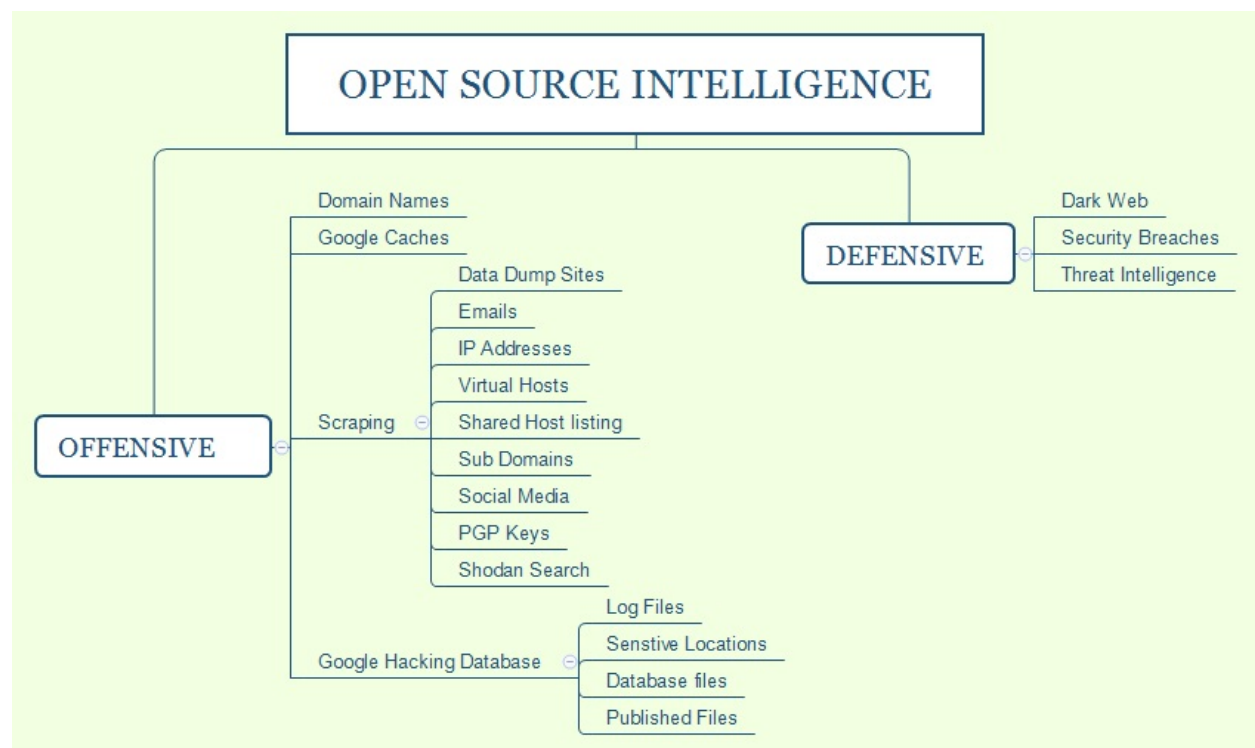 OPEN SOURCE INTELLIGENCE
Domain Names
Google Caches
Data Dump Sites
Emails
IP Addresses
Virtual Hosts
Scraping
Shared Host listing
Sub Domains
Social Media
PGP Keys
Shodan Search
OFFENSIVE
Log Files
Senstive Locations
Google Hacking Database
Database files
Published Files
DEFENSIVE
Dark Web
Security Breaches
Threat Intelligence